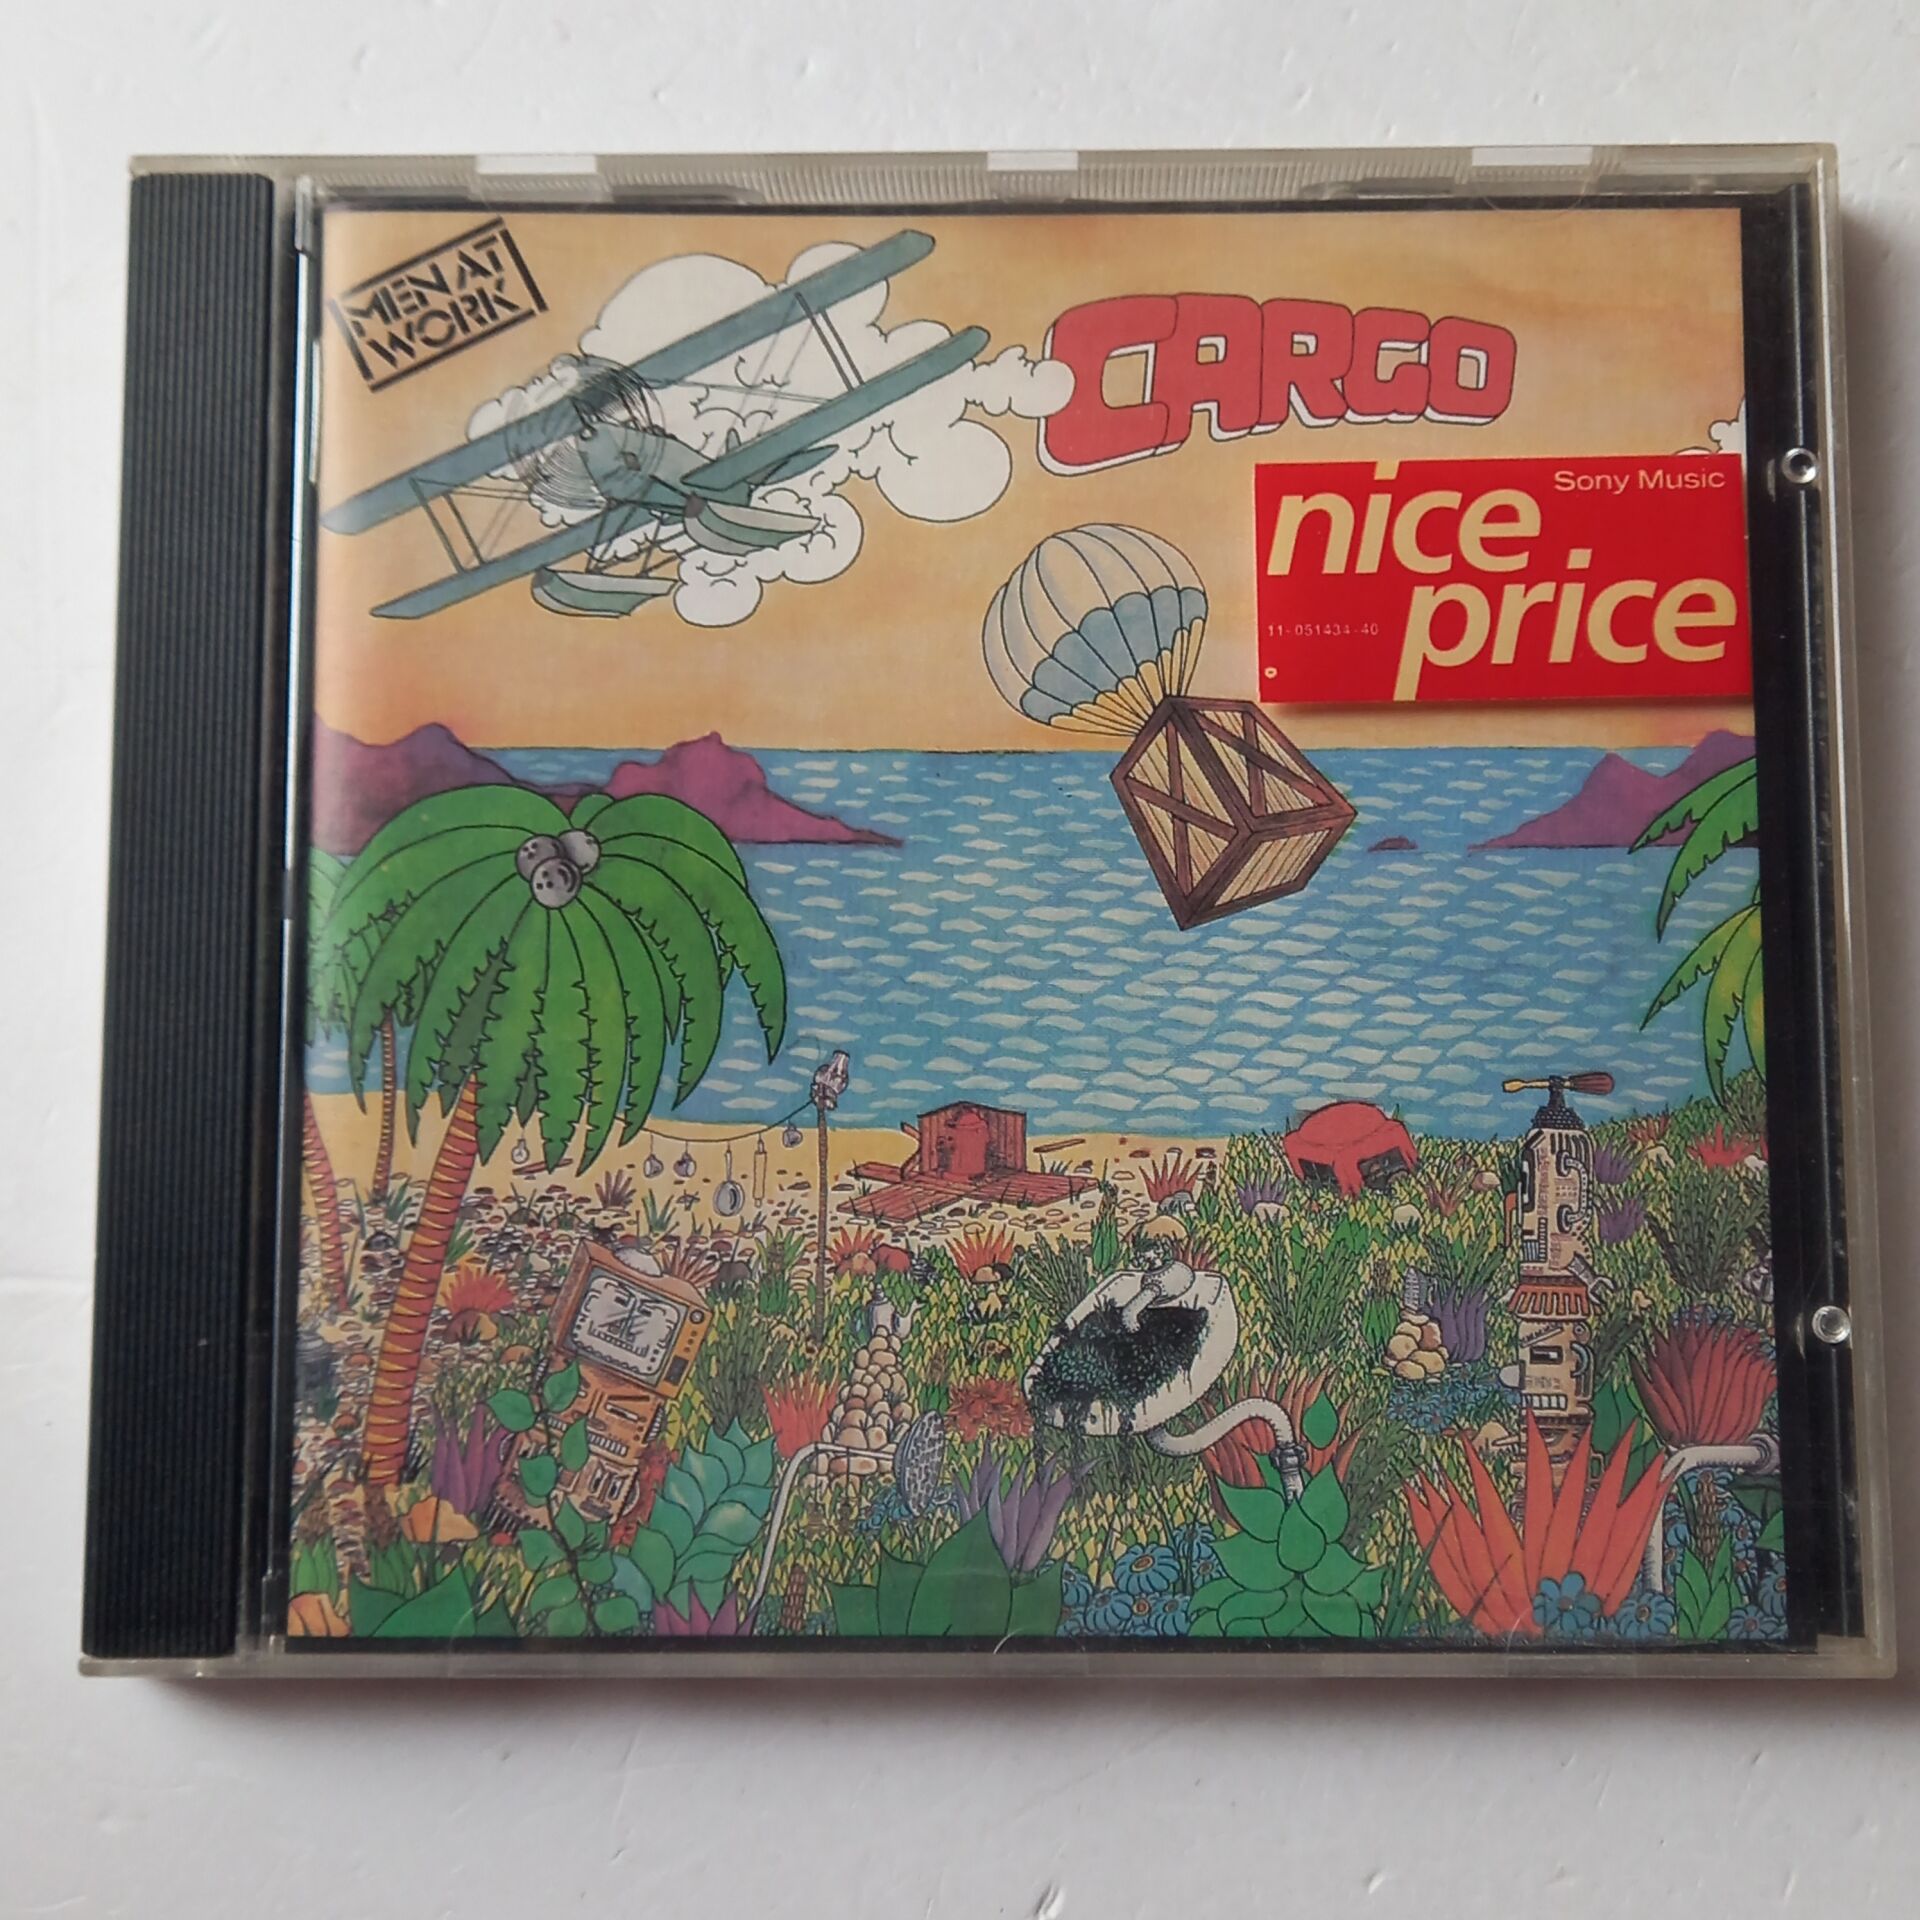 MEN AT
WORK
CARGO
Sony Music
nice
price
11-051434-40